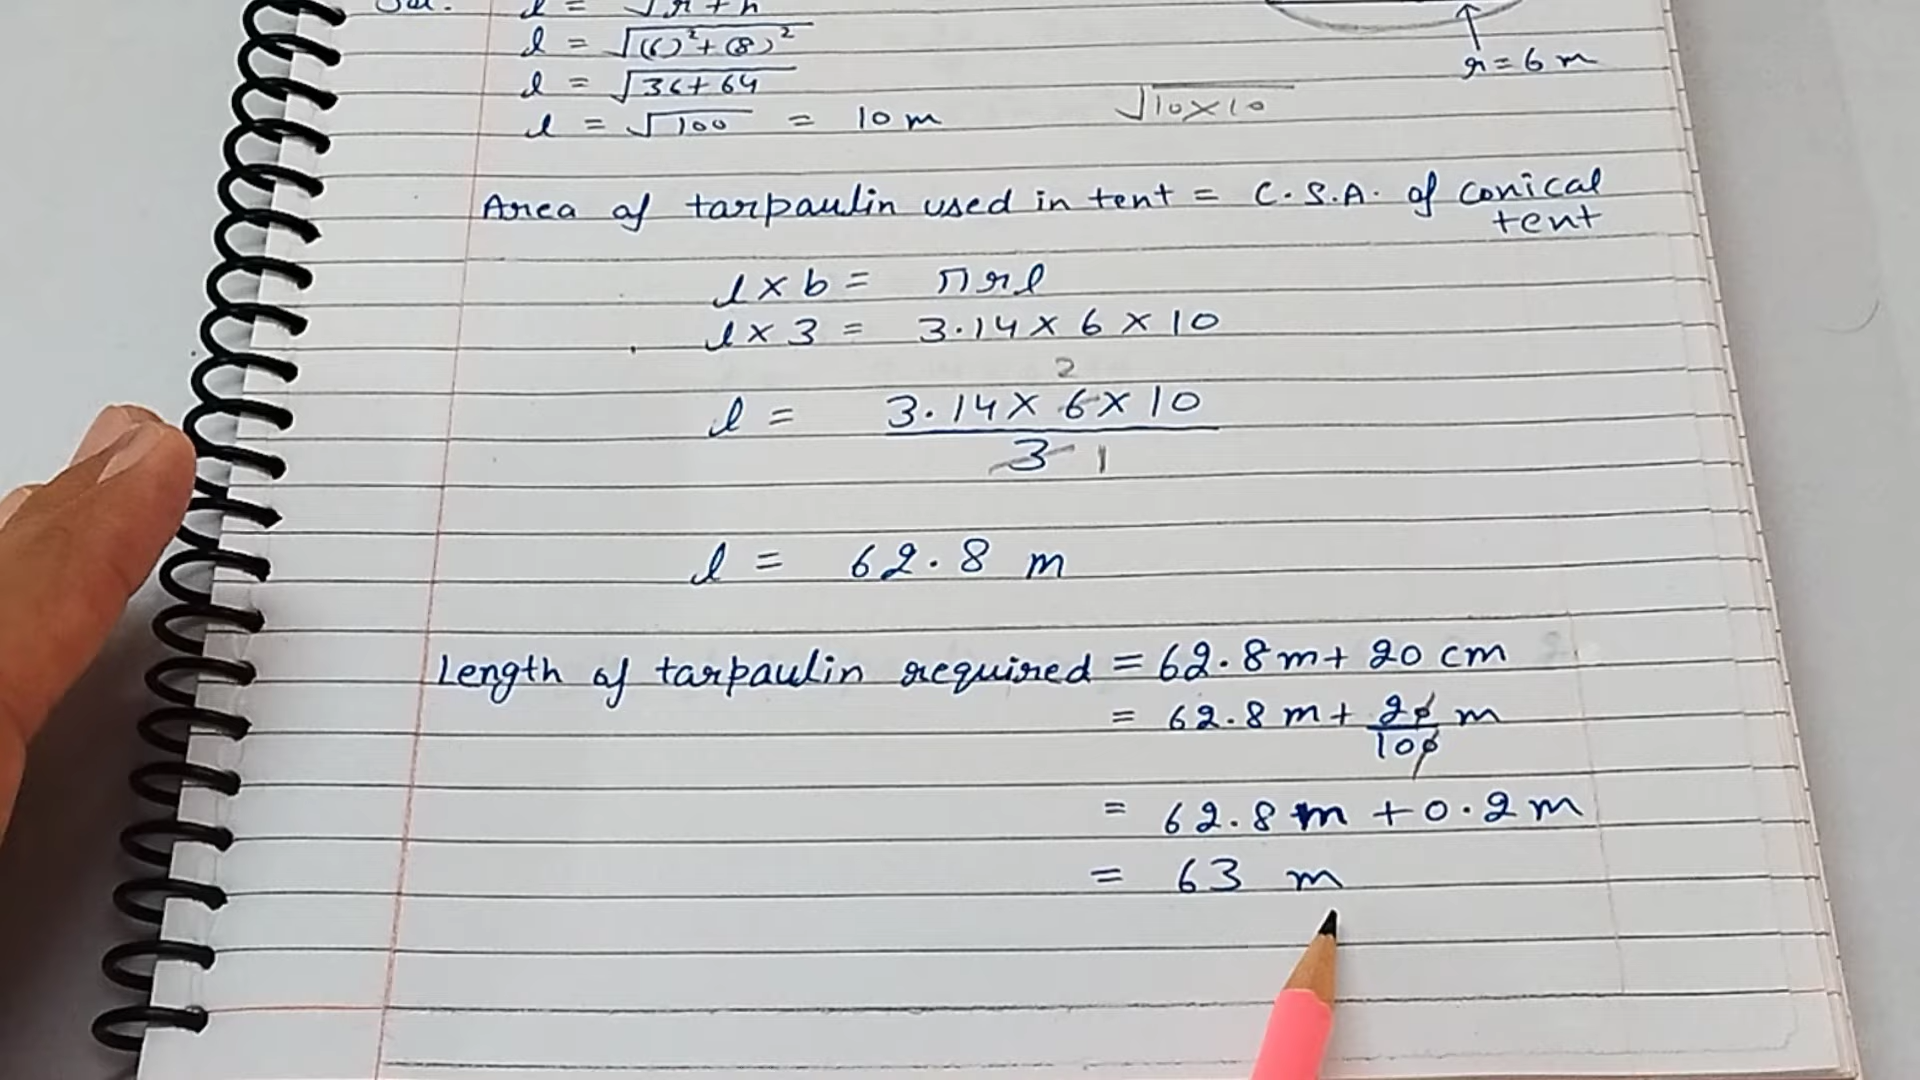 l = √r + h
l = √(6)² + (8)²
l = √36 + 64
l = √100 = 10 m
√10 × 10
r = 6 m
Area of tarpaulin used in tent = C.S.A. of conical
tent
l × b = πrl
l × 3 = 3.14 × 6 × 10
2
l = 3.14 × 6 × 10
3 1
l = 62.8 m
Length of tarpaulin required = 62.8 m + 20 cm
= 62.8 m + 20/100 m
= 62.8 m + 0.2 m
= 63 m